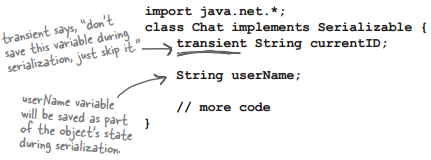 import java.net.*;
class Chat implements Serializable {
transient String currentID;
String userName;
// more code
}
transient says, "don't
save this variable during
serialization, just skip it."
userName variable
will be saved as part
of the object's state
during serialization.